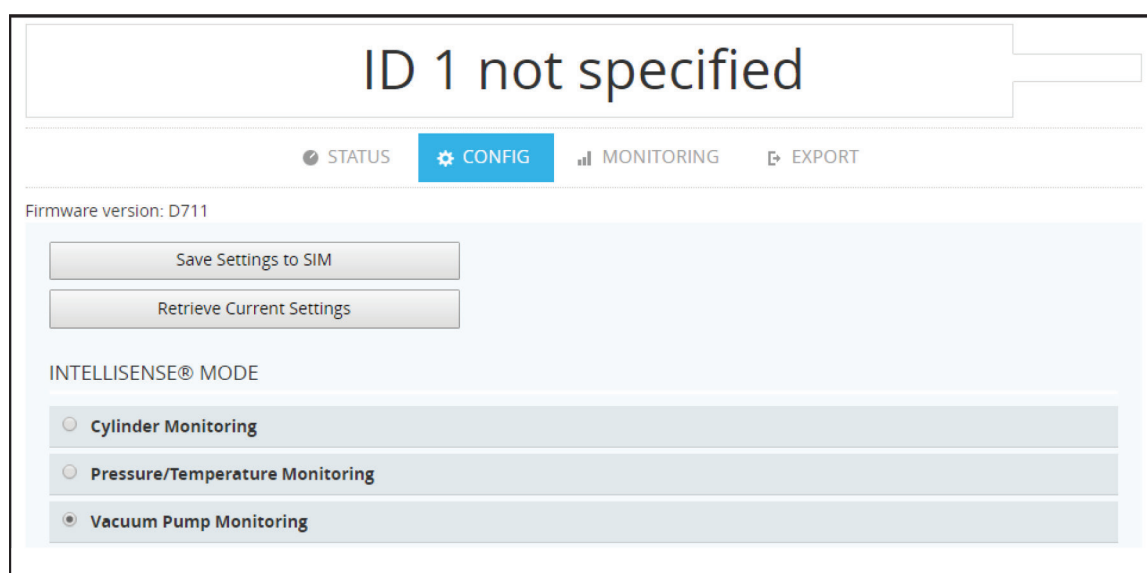 ID 1 not specified
STATUS CONFIG MONITORING EXPORT
Firmware version: D711
Save Settings to SIM
Retrieve Current Settings
INTELLISENSE® MODE
Cylinder Monitoring
Pressure/Temperature Monitoring
Vacuum Pump Monitoring